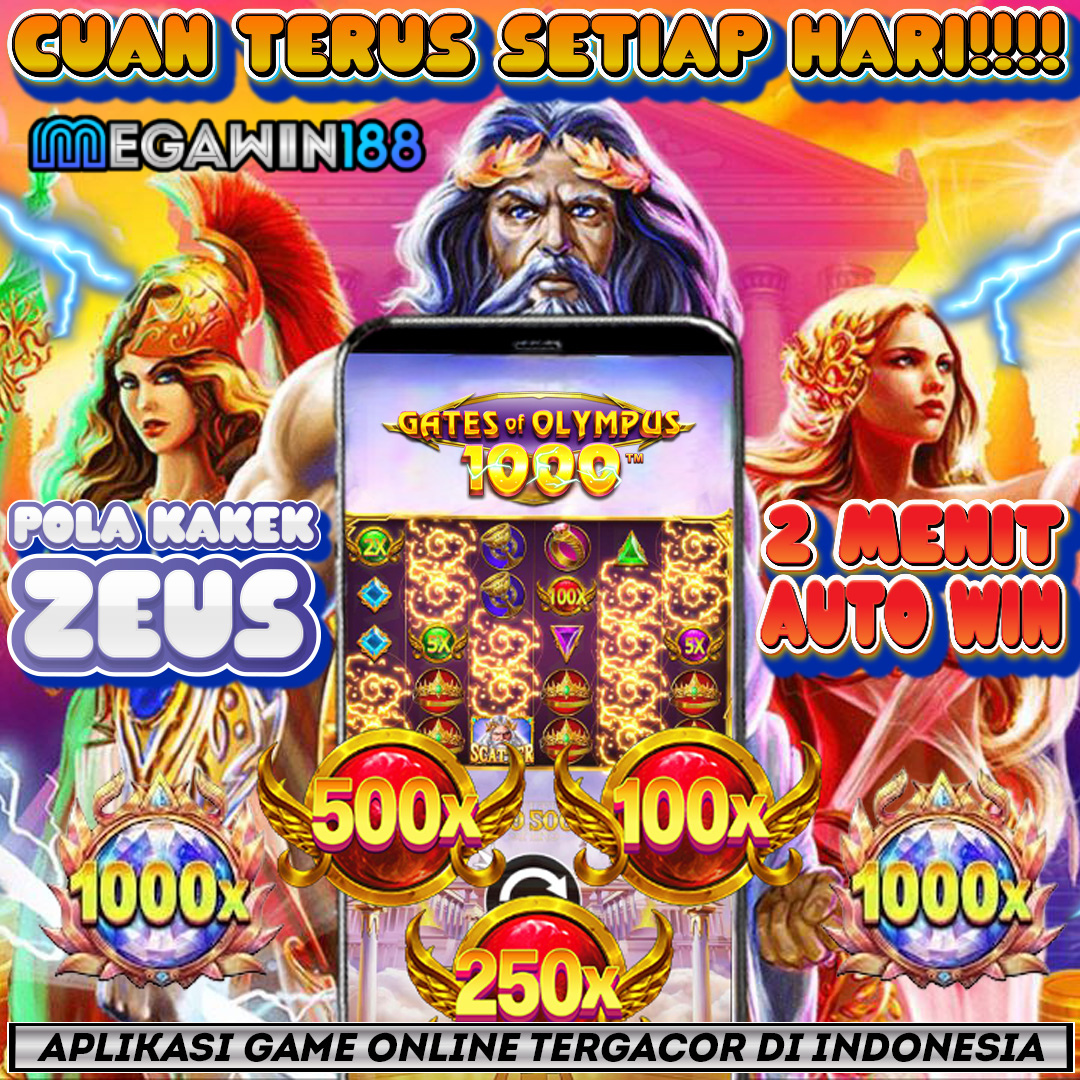 CUAN TERUS SETIAP HARI!!!!
MEGAWIN188
GATES OF OLYMPUS
1000™
POLA KAKEK
ZEUS
2 MENIT
AUTO WIN
2X
100X
5X
5X
SCATTER
500x
100x
1000x
1000x
250x
APLIKASI GAME ONLINE TERGACOR DI INDONESIA